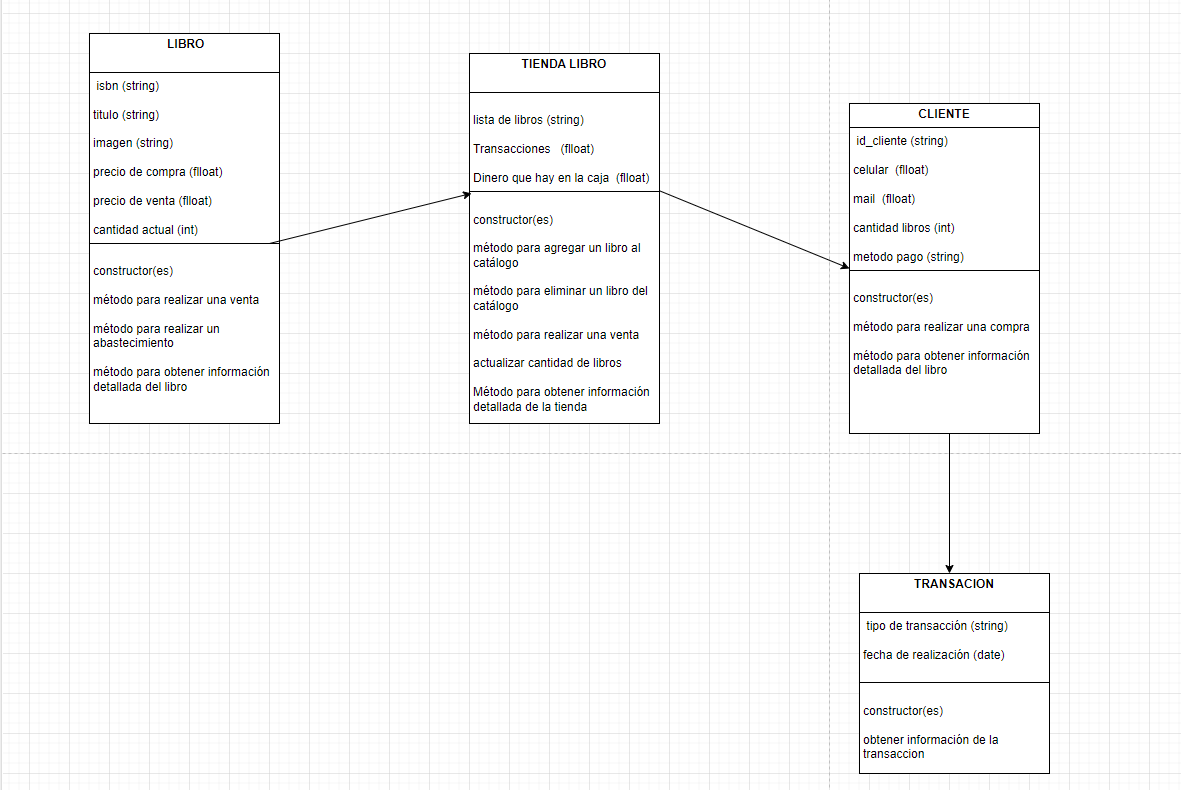 LIBRO
isbn (string)
titulo (string)
imagen (string)
precio de compra (flloat)
precio de venta (flloat)
cantidad actual (int)
constructor(es)
método para realizar una venta
método para realizar un
abastecimiento
método para obtener información
detallada del libro
TIENDA LIBRO
lista de libros (string)
Transacciones (flloat)
Dinero que hay en la caja (flloat)
constructor(es)
método para agregar un libro al
catálogo
método para eliminar un libro del
catálogo
método para realizar una venta
actualizar cantidad de libros
Método para obtener información
detallada de la tienda
CLIENTE
id_cliente (string)
celular (flloat)
mail (flloat)
cantidad libros (int)
metodo pago (string)
constructor(es)
método para realizar una compra
método para obtener información
detallada del libro
TRANSACION
tipo de transacción (string)
fecha de realización (date)
constructor(es)
obtener información de la
transaccion